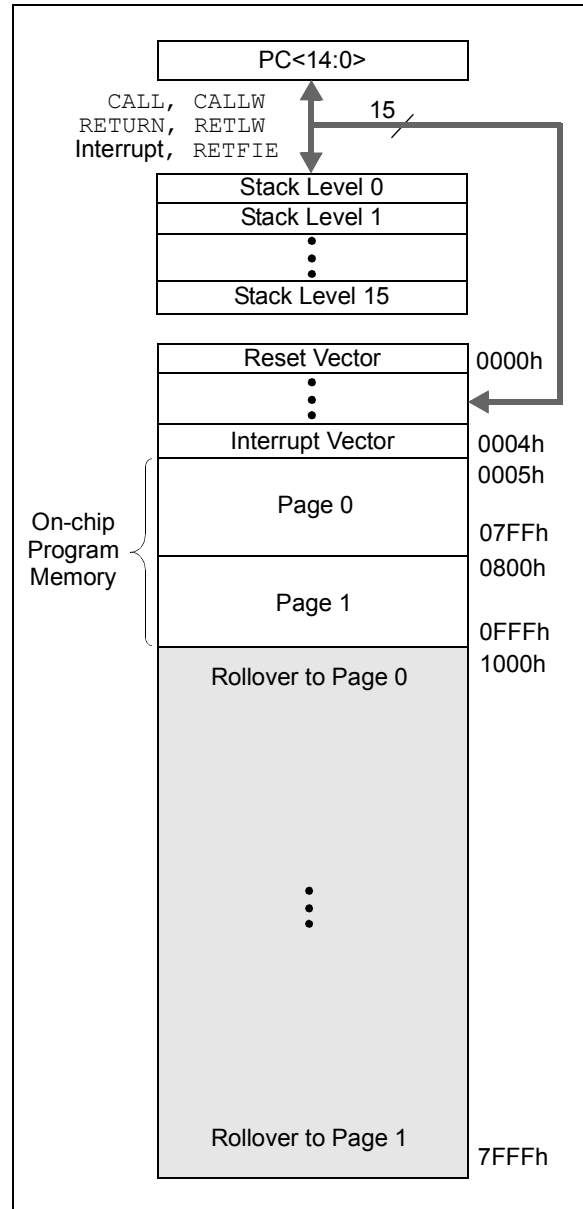 PC<14:0>
CALL, CALLW
RETURN, RETLW
Interrupt, RETFIE
15
Stack Level 0
Stack Level 1
Stack Level 15
Reset Vector
0000h
Interrupt Vector
0004h
0005h
On-chip
Program
Memory
Page 0
07FFh
0800h
Page 1
0FFFh
1000h
Rollover to Page 0
Rollover to Page 1
7FFFh